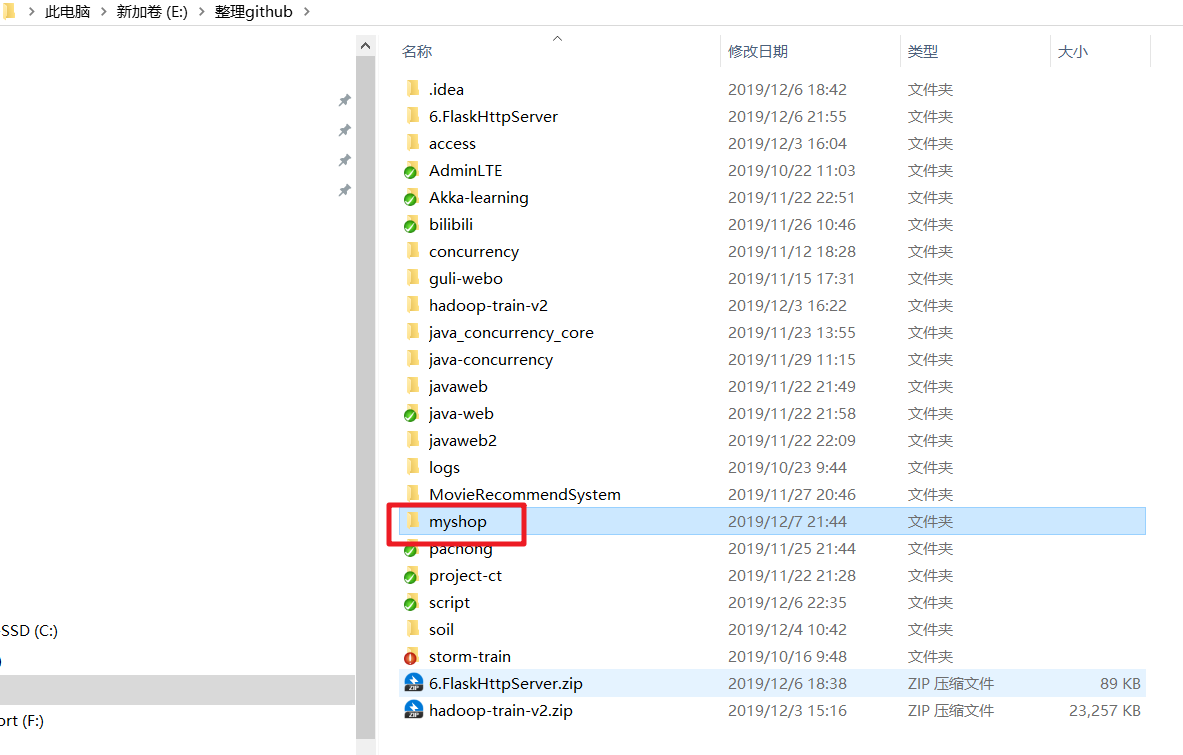 此电脑 > 新加卷 (E:) > 整理github >
名称 修改日期 类型 大小
.idea 2019/12/6 18:42 文件夹
6.FlaskHttpServer 2019/12/6 21:55 文件夹
access 2019/12/3 16:04 文件夹
AdminLTE 2019/10/22 11:03 文件夹
Akka-learning 2019/11/22 22:51 文件夹
bilibili 2019/11/26 10:46 文件夹
concurrency 2019/11/12 18:28 文件夹
guli-webo 2019/11/15 17:31 文件夹
hadoop-train-v2 2019/12/3 16:22 文件夹
java_concurrency_core 2019/11/23 13:55 文件夹
java-concurrency 2019/11/29 11:15 文件夹
javaweb 2019/11/22 21:49 文件夹
java-web 2019/11/22 21:58 文件夹
javaweb2 2019/11/22 22:09 文件夹
logs 2019/10/23 9:44 文件夹
MovieRecommendSystem 2019/11/27 20:46 文件夹
myshop 2019/12/7 21:44 文件夹
pachong 2019/11/25 21:44 文件夹
project-ct 2019/11/22 21:28 文件夹
script 2019/12/6 22:35 文件夹
soil 2019/12/4 10:42 文件夹
storm-train 2019/10/16 9:48 文件夹
6.FlaskHttpServer.zip 2019/12/6 18:38 ZIP 压缩文件 89 KB
hadoop-train-v2.zip 2019/12/3 15:16 ZIP 压缩文件 23,257 KB
SSD (C:)
ort (F:)